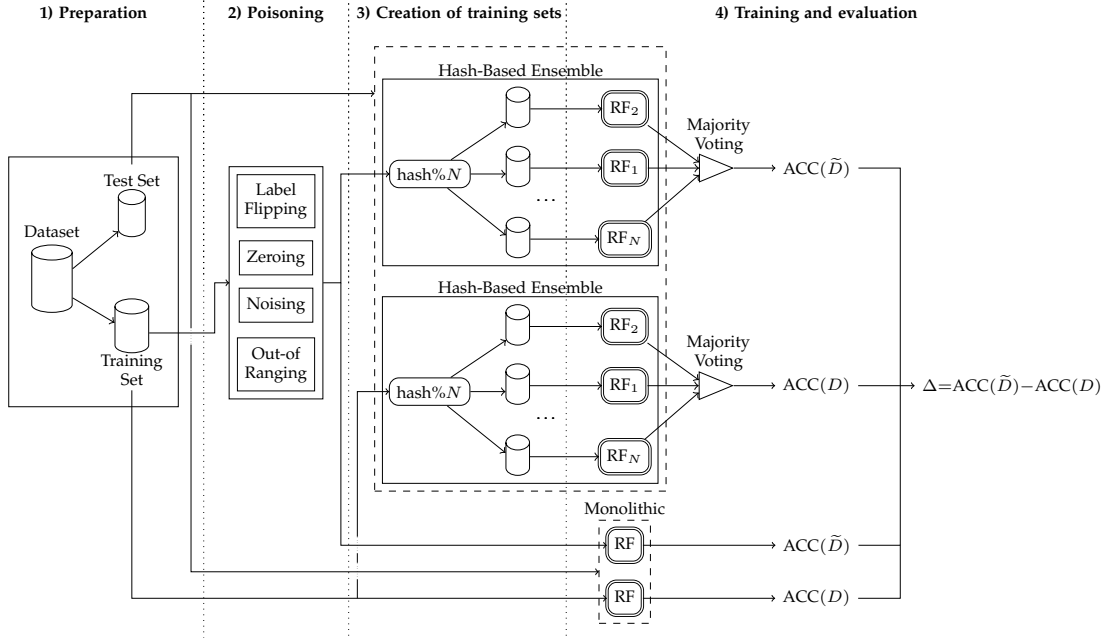 1) Preparation
2) Poisoning
3) Creation of training sets
4) Training and evaluation
Dataset
Test Set
Training
Set
Label
Flipping
Zeroing
Noising
Out-of
Ranging
Hash-Based Ensemble
hash%N
...
RF₂
RF₁
RF_N
Majority
Voting
ACC(D̃)
Hash-Based Ensemble
hash%N
...
RF₂
RF₁
RF_N
Majority
Voting
ACC(D)
Δ=ACC(D̃)−ACC(D)
Monolithic
RF
ACC(D̃)
RF
ACC(D)